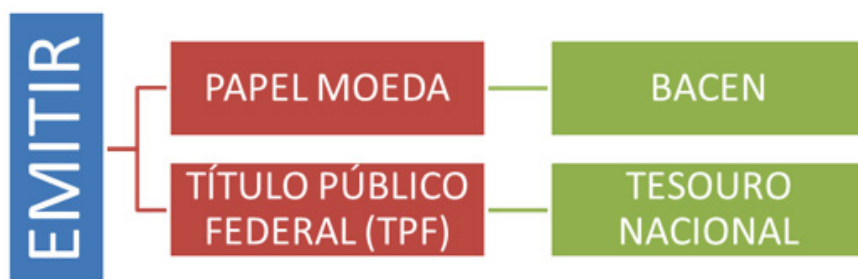 EMITIR
PAPEL MOEDA
BACEN
TÍTULO PÚBLICO
FEDERAL (TPF)
TESOURO
NACIONAL